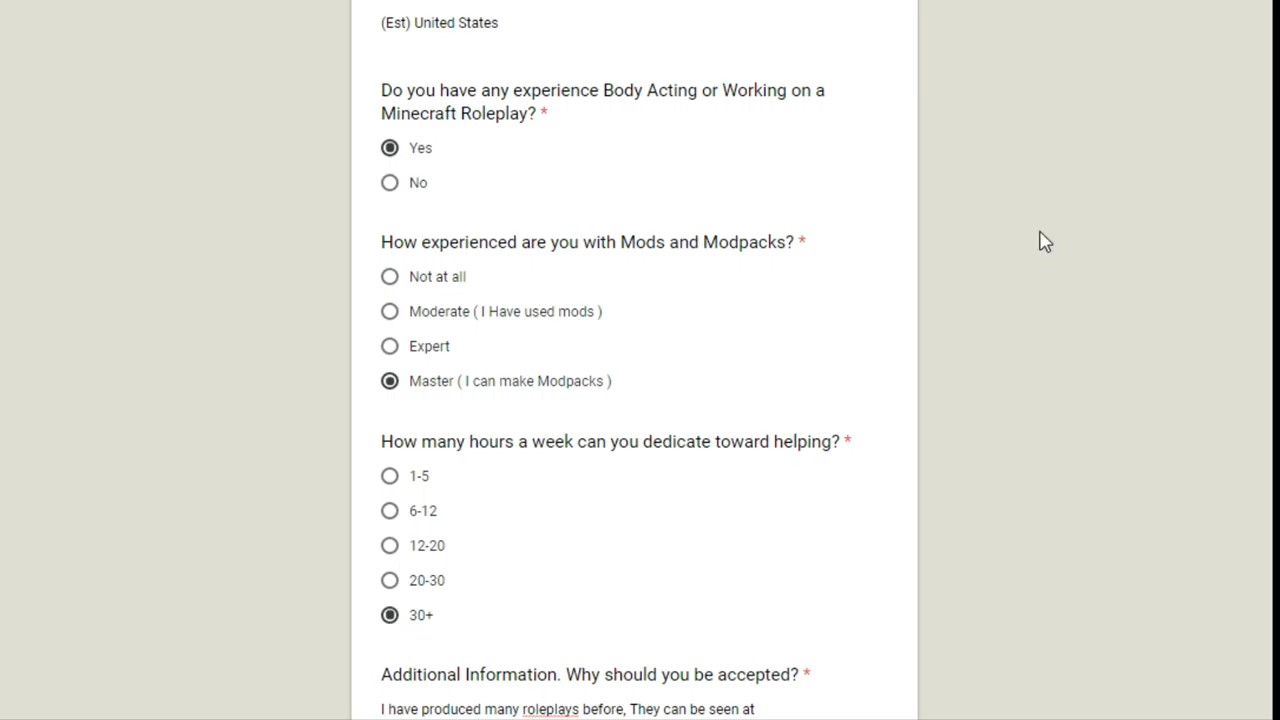 (Est) United States
Do you have any experience Body Acting or Working on a
Minecraft Roleplay? *
Yes
No
How experienced are you with Mods and Modpacks? *
Not at all
Moderate ( I Have used mods )
Expert
Master ( I can make Modpacks )
How many hours a week can you dedicate toward helping? *
1-5
6-12
12-20
20-30
30+
Additional Information. Why should you be accepted? *
I have produced many roleplays before, They can be seen at